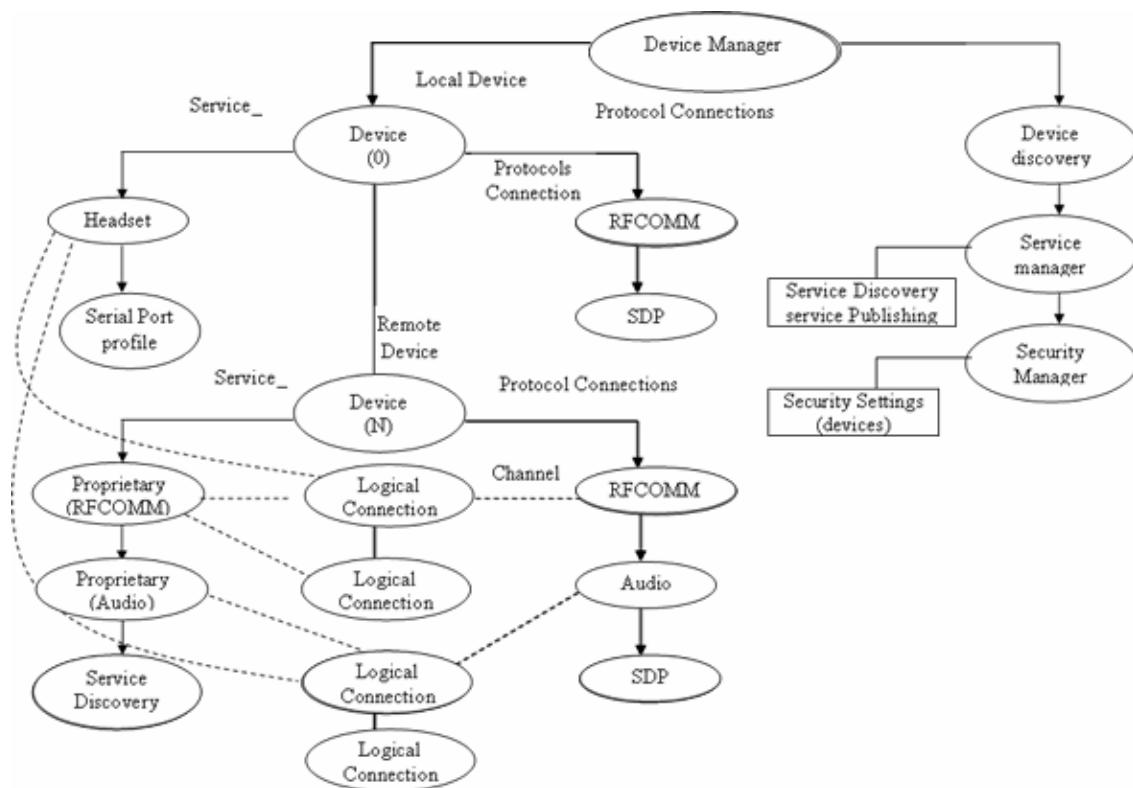 Device Manager
Local Device
Service_
Protocol Connections
Device
(0)
Device
discovery
Protocols
Connection
Headset
RFCOMM
Service
manager
Service Discovery
service Publishing
Serial Port
profile
SDP
Remote
Device
Security
Manager
Service_
Protocol Connections
Device
(N)
Security Settings
(devices)
Proprietary
(RFCOMM)
Logical
Connection
Channel
RFCOMM
Proprietary
(Audio)
Logical
Connection
Audio
Service
Discovery
Logical
Connection
SDP
Logical
Connection